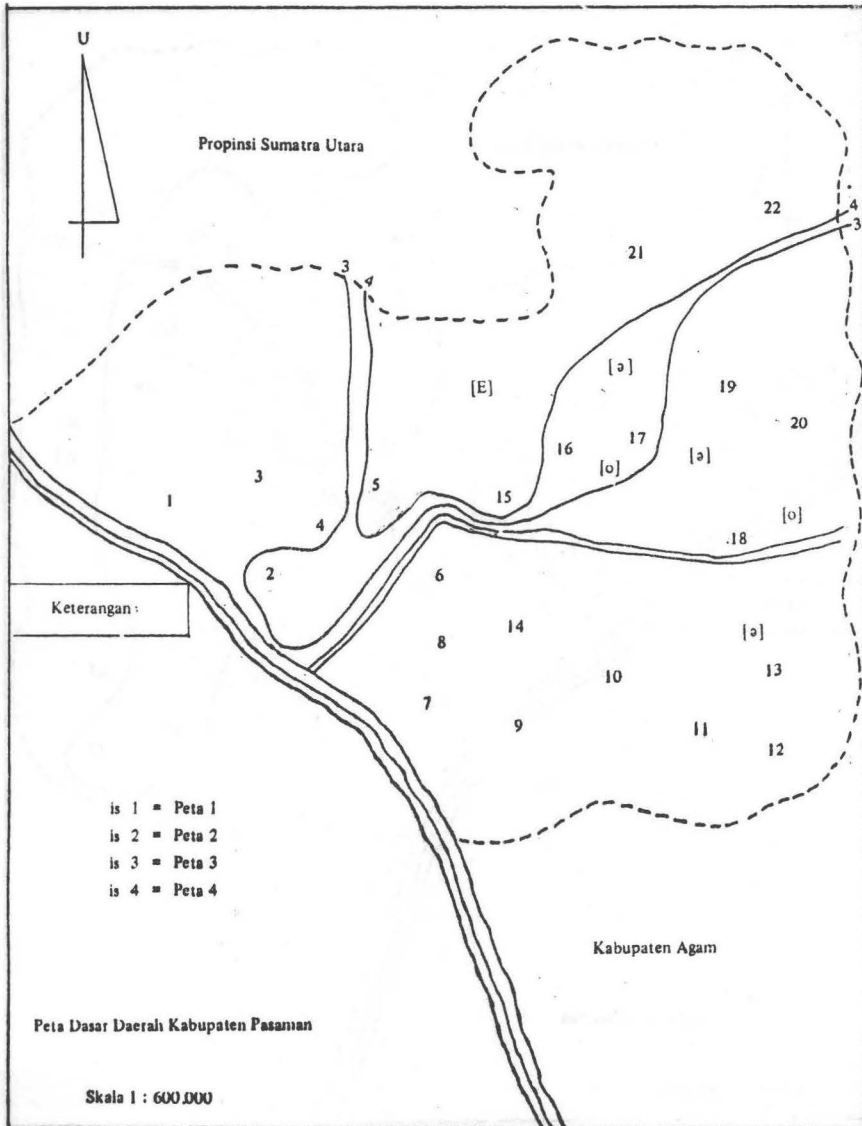 U
Propinsi Sumatra Utara
22
4
3
21
3
4
[ə]
[E]
19
20
16
17
[o]
[ə]
3
5
15
1
4
[o]
.18
2
6
Keterangan :
14
[ə]
8
10
13
7
9
11
12
is 1 = Peta 1
is 2 = Peta 2
is 3 = Peta 3
is 4 = Peta 4
Kabupaten Agam
Peta Dasar Daerah Kabupaten Pasaman
Skala 1 : 600.000